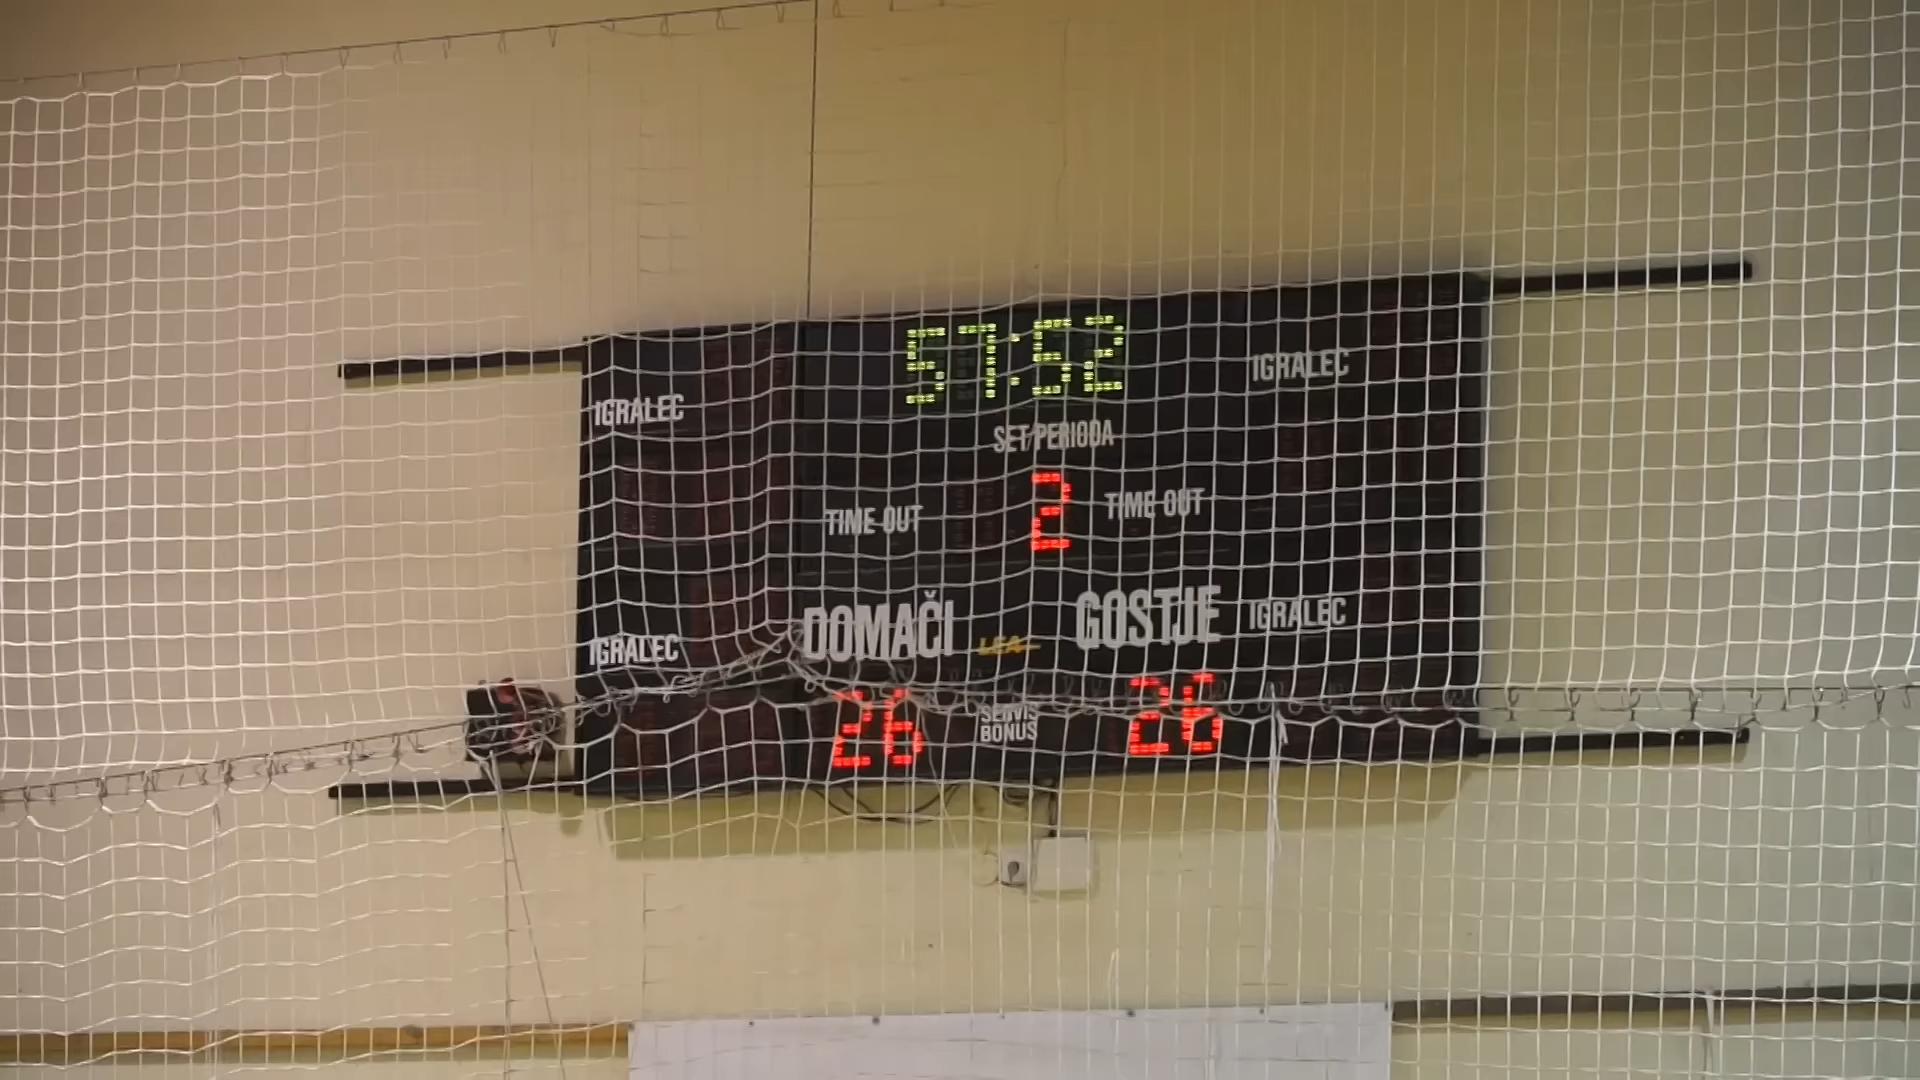 57:52
IGRALEC
IGRALEC
SET/PERIODA
2
TIME OUT
TIME OUT
DOMAČI
GOSTJE
IGRALEC
IGRALEC
LEA
26
SERVIS
BONUS
26